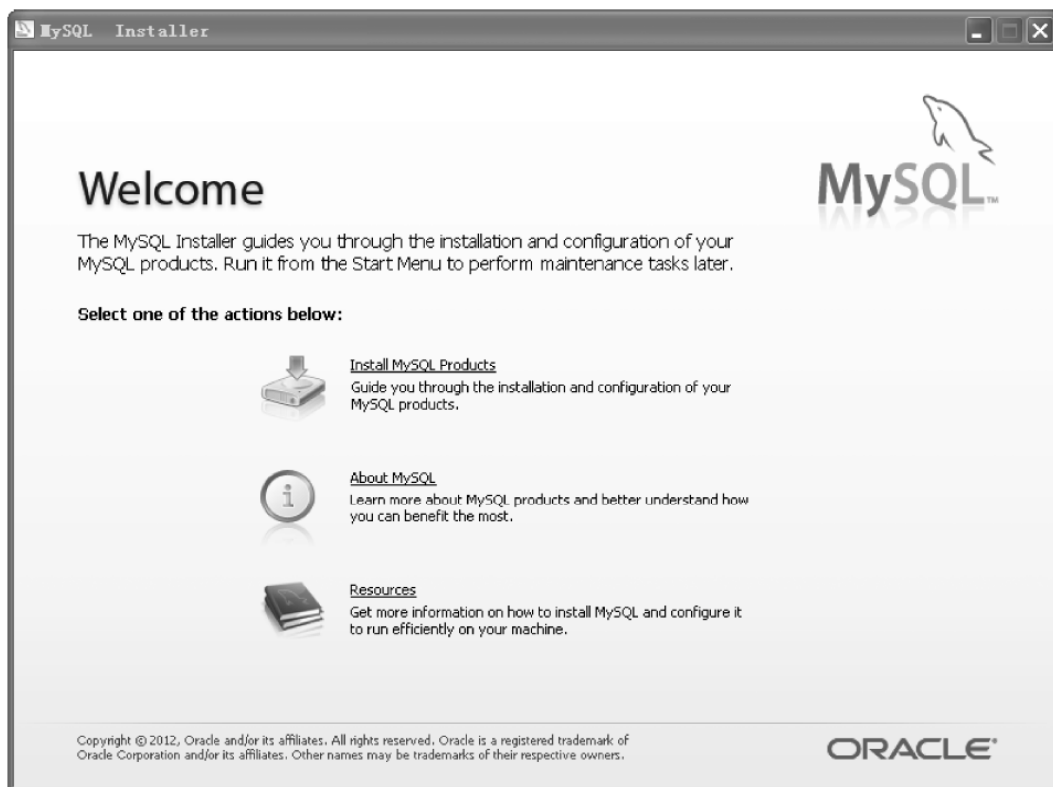 MySQL Installer
MySQL™
Welcome
The MySQL Installer guides you through the installation and configuration of your
MySQL products. Run it from the Start Menu to perform maintenance tasks later.
Select one of the actions below:
Install MySQL Products
Guide you through the installation and configuration of your
MySQL products.
About MySQL
Learn more about MySQL products and better understand how
you can benefit the most.
Resources
Get more information on how to install MySQL and configure it
to run efficiently on your machine.
Copyright © 2012, Oracle and/or its affiliates. All rights reserved. Oracle is a registered trademark of
Oracle Corporation and/or its affiliates. Other names may be trademarks of their respective owners.
ORACLE®